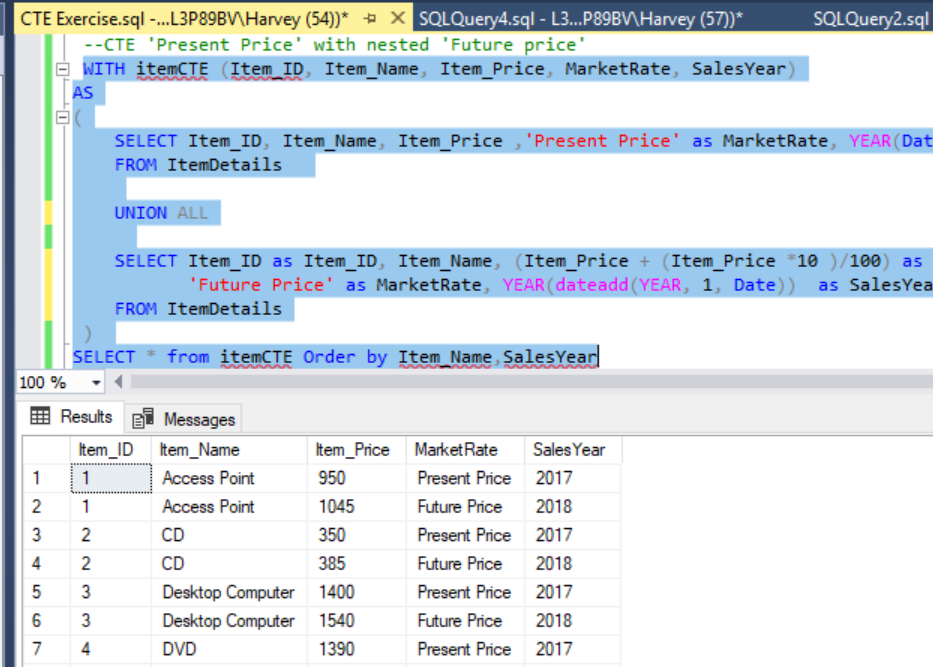 CTE Exercise.sql -...L3P89BV\Harvey (54))* SQLQuery4.sql - L3...P89BV\Harvey (57))* SQLQuery2.sql
--CTE 'Present Price' with nested 'Future price'
WITH itemCTE (Item_ID, Item_Name, Item_Price, MarketRate, SalesYear)
AS
(
SELECT Item_ID, Item_Name, Item_Price ,'Present Price' as MarketRate, YEAR(Dat
FROM ItemDetails
UNION ALL
SELECT Item_ID as Item_ID, Item_Name, (Item_Price + (Item_Price *10 )/100) as
'Future Price' as MarketRate, YEAR(dateadd(YEAR, 1, Date)) as SalesYea
FROM ItemDetails
)
SELECT * from itemCTE Order by Item_Name,SalesYear
100 %
Results Messages
Item_ID Item_Name Item_Price MarketRate SalesYear
1 1 Access Point 950 Present Price 2017
2 1 Access Point 1045 Future Price 2018
3 2 CD 350 Present Price 2017
4 2 CD 385 Future Price 2018
5 3 Desktop Computer 1400 Present Price 2017
6 3 Desktop Computer 1540 Future Price 2018
7 4 DVD 1390 Present Price 2017